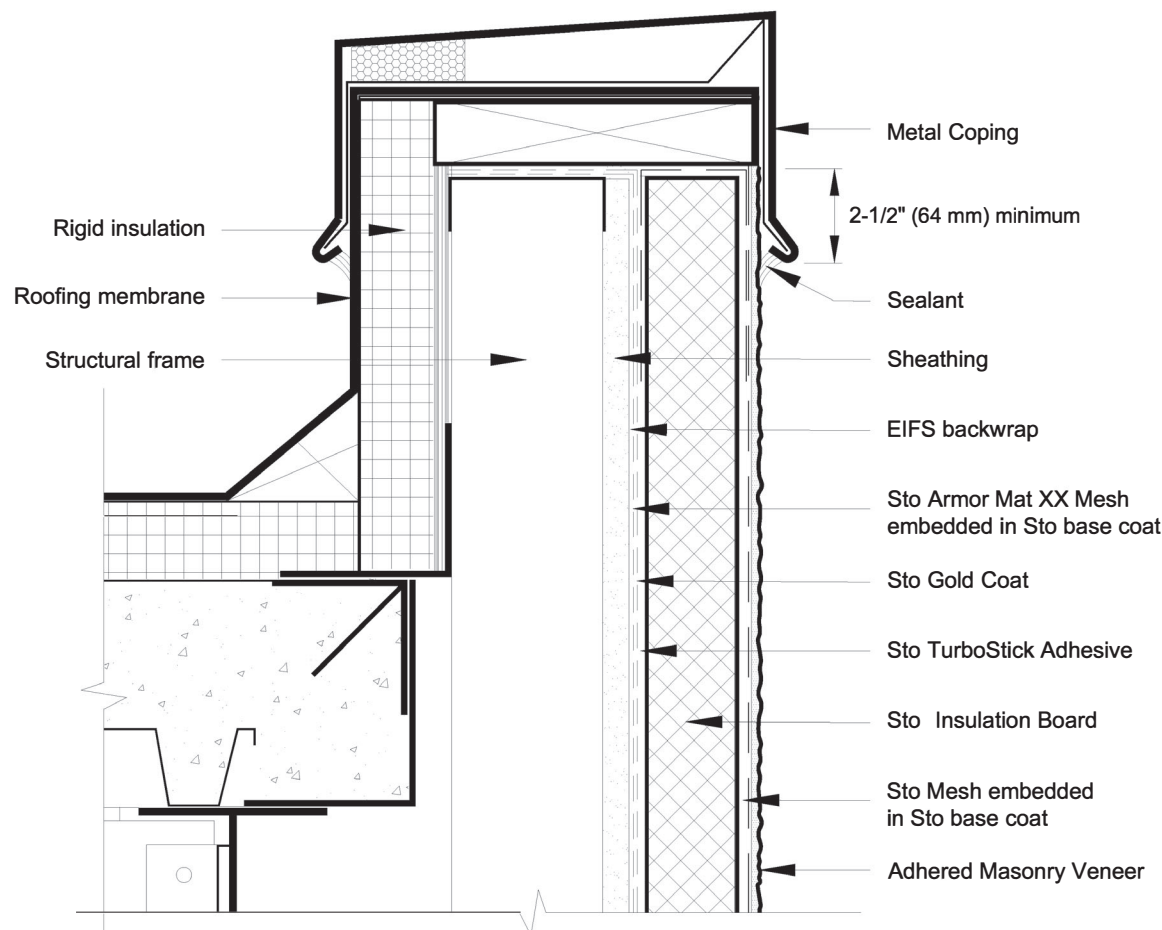 Metal Coping
2-1/2" (64 mm) minimum
Rigid insulation
Roofing membrane
Sealant
Structural frame
Sheathing
EIFS backwrap
Sto Armor Mat XX Mesh
embedded in Sto base coat
Sto Gold Coat
Sto TurboStick Adhesive
Sto Insulation Board
Sto Mesh embedded
in Sto base coat
Adhered Masonry Veneer